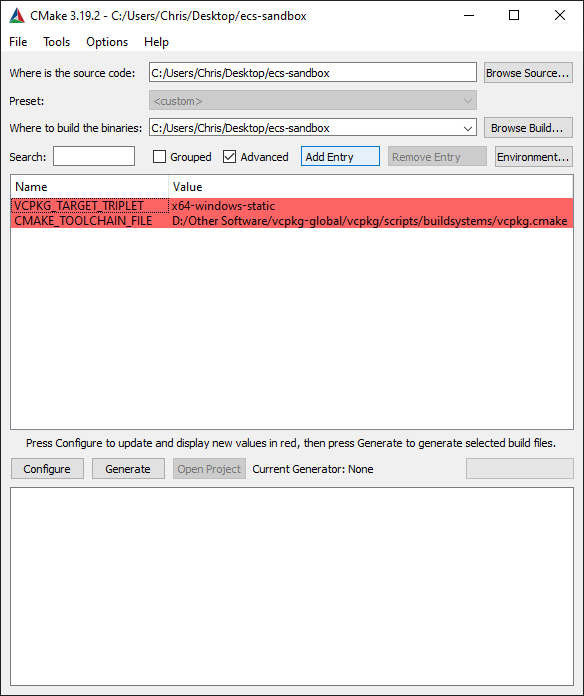 CMake 3.19.2 - C:/Users/Chris/Desktop/ecs-sandbox
File Tools Options Help
Where is the source code: C:/Users/Chris/Desktop/ecs-sandbox Browse Source...
Preset: <custom>
Where to build the binaries: C:/Users/Chris/Desktop/ecs-sandbox Browse Build...
Search: Grouped Advanced Add Entry Remove Entry Environment...
Name Value
VCPKG_TARGET_TRIPLET x64-windows-static
CMAKE_TOOLCHAIN_FILE D:/Other Software/vcpkg-global/vcpkg/scripts/buildsystems/vcpkg.cmake
Press Configure to update and display new values in red, then press Generate to generate selected build files.
Configure Generate Open Project Current Generator: None